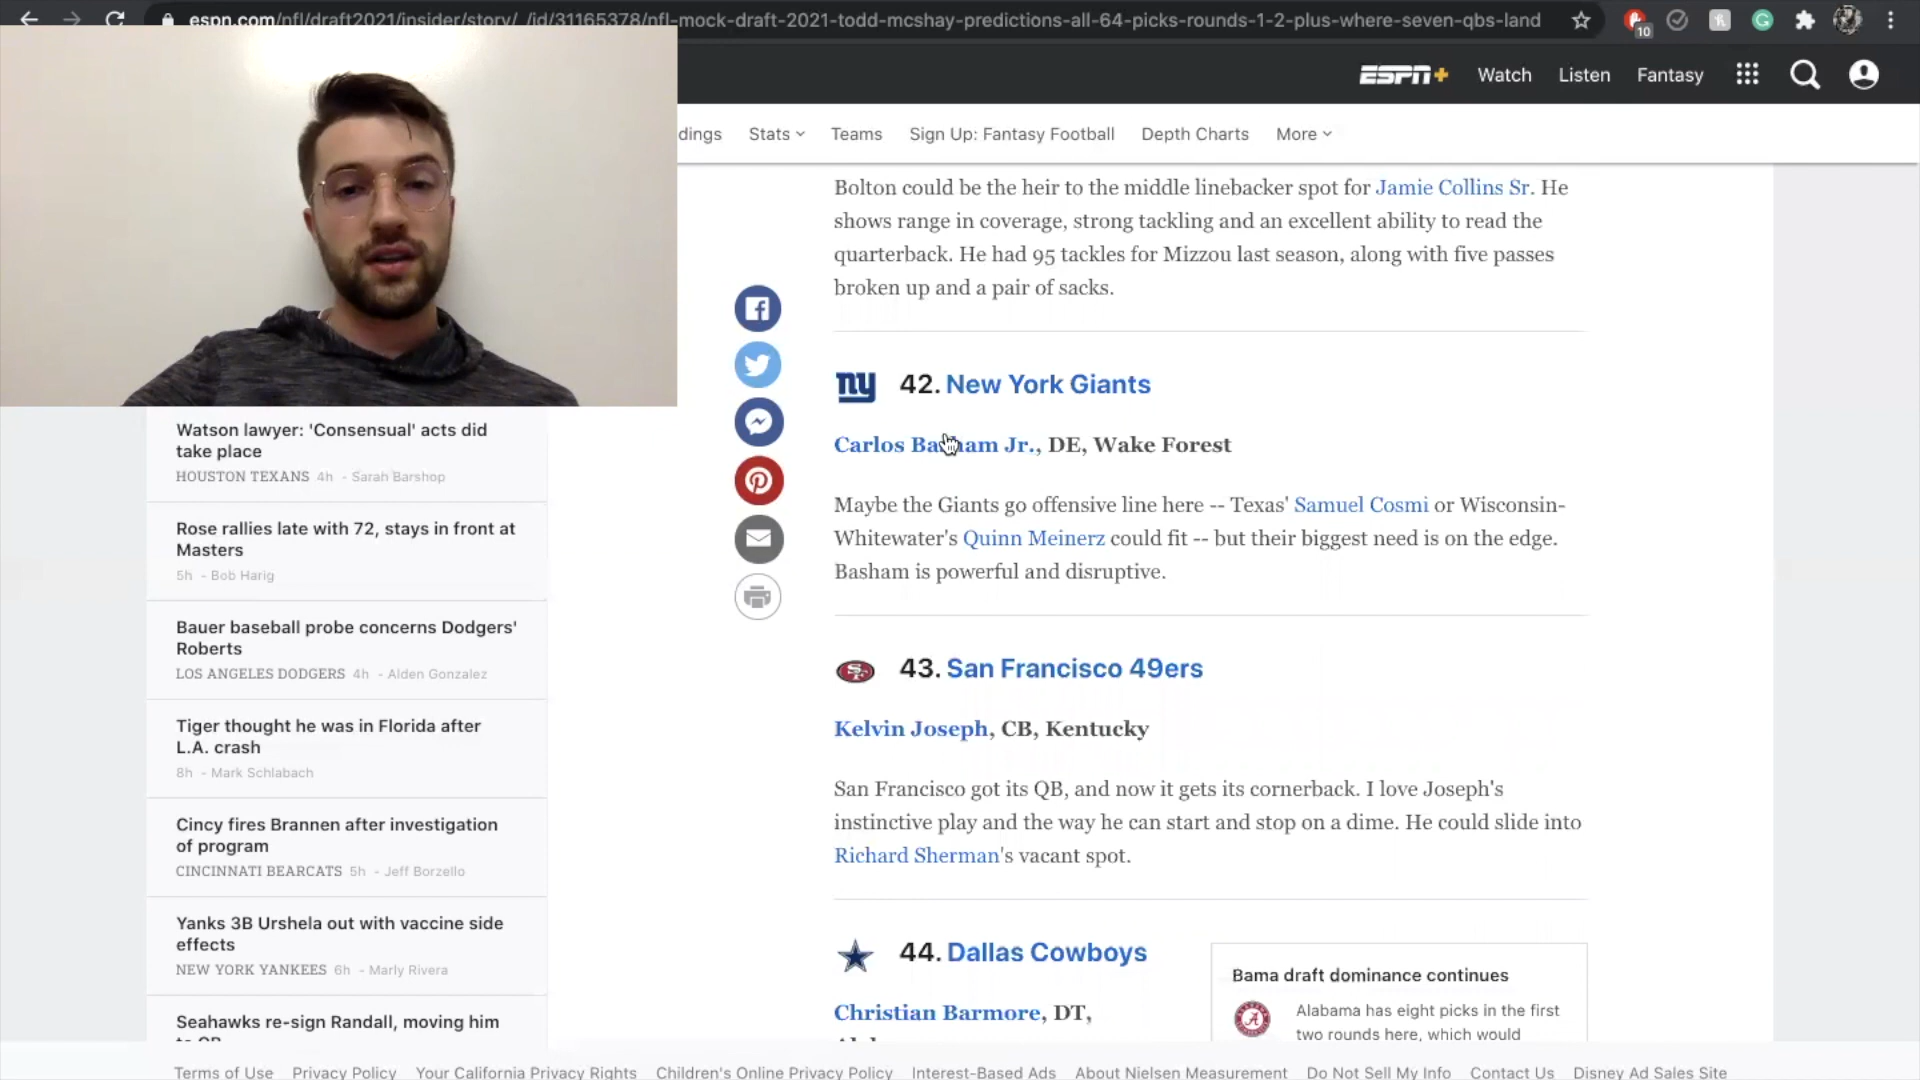 espn.com/nfl/draft2021/insider/story/_/id/31165378/nfl-mock-draft-2021-todd-mcshay-predictions-all-64-picks-rounds-1-2-plus-where-seven-qbs-land
10
ESPN+ Watch Listen Fantasy
dings Stats Teams Sign Up: Fantasy Football Depth Charts More
Bolton could be the heir to the middle linebacker spot for Jamie Collins Sr. He
shows range in coverage, strong tackling and an excellent ability to read the
quarterback. He had 95 tackles for Mizzou last season, along with five passes
broken up and a pair of sacks.
ny 42. New York Giants
Carlos Basham Jr., DE, Wake Forest
Maybe the Giants go offensive line here -- Texas' Samuel Cosmi or Wisconsin-
Whitewater's Quinn Meinerz could fit -- but their biggest need is on the edge.
Basham is powerful and disruptive.
SF 43. San Francisco 49ers
Kelvin Joseph, CB, Kentucky
San Francisco got its QB, and now it gets its cornerback. I love Joseph's
instinctive play and the way he can start and stop on a dime. He could slide into
Richard Sherman's vacant spot.
44. Dallas Cowboys
Christian Barmore, DT,
Bama draft dominance continues
Alabama has eight picks in the first
two rounds here, which would
Watson lawyer: 'Consensual' acts did
take place
HOUSTON TEXANS 4h - Sarah Barshop
Rose rallies late with 72, stays in front at
Masters
5h - Bob Harig
Bauer baseball probe concerns Dodgers'
Roberts
LOS ANGELES DODGERS 4h - Alden Gonzalez
Tiger thought he was in Florida after
L.A. crash
8h - Mark Schlabach
Cincy fires Brannen after investigation
of program
CINCINNATI BEARCATS 5h - Jeff Borzello
Yanks 3B Urshela out with vaccine side
effects
NEW YORK YANKEES 6h - Marly Rivera
Seahawks re-sign Randall, moving him
Terms of Use Privacy Policy Your California Privacy Rights Children's Online Privacy Policy Interest-Based Ads About Nielsen Measurement Do Not Sell My Info Contact Us Disney Ad Sales Site